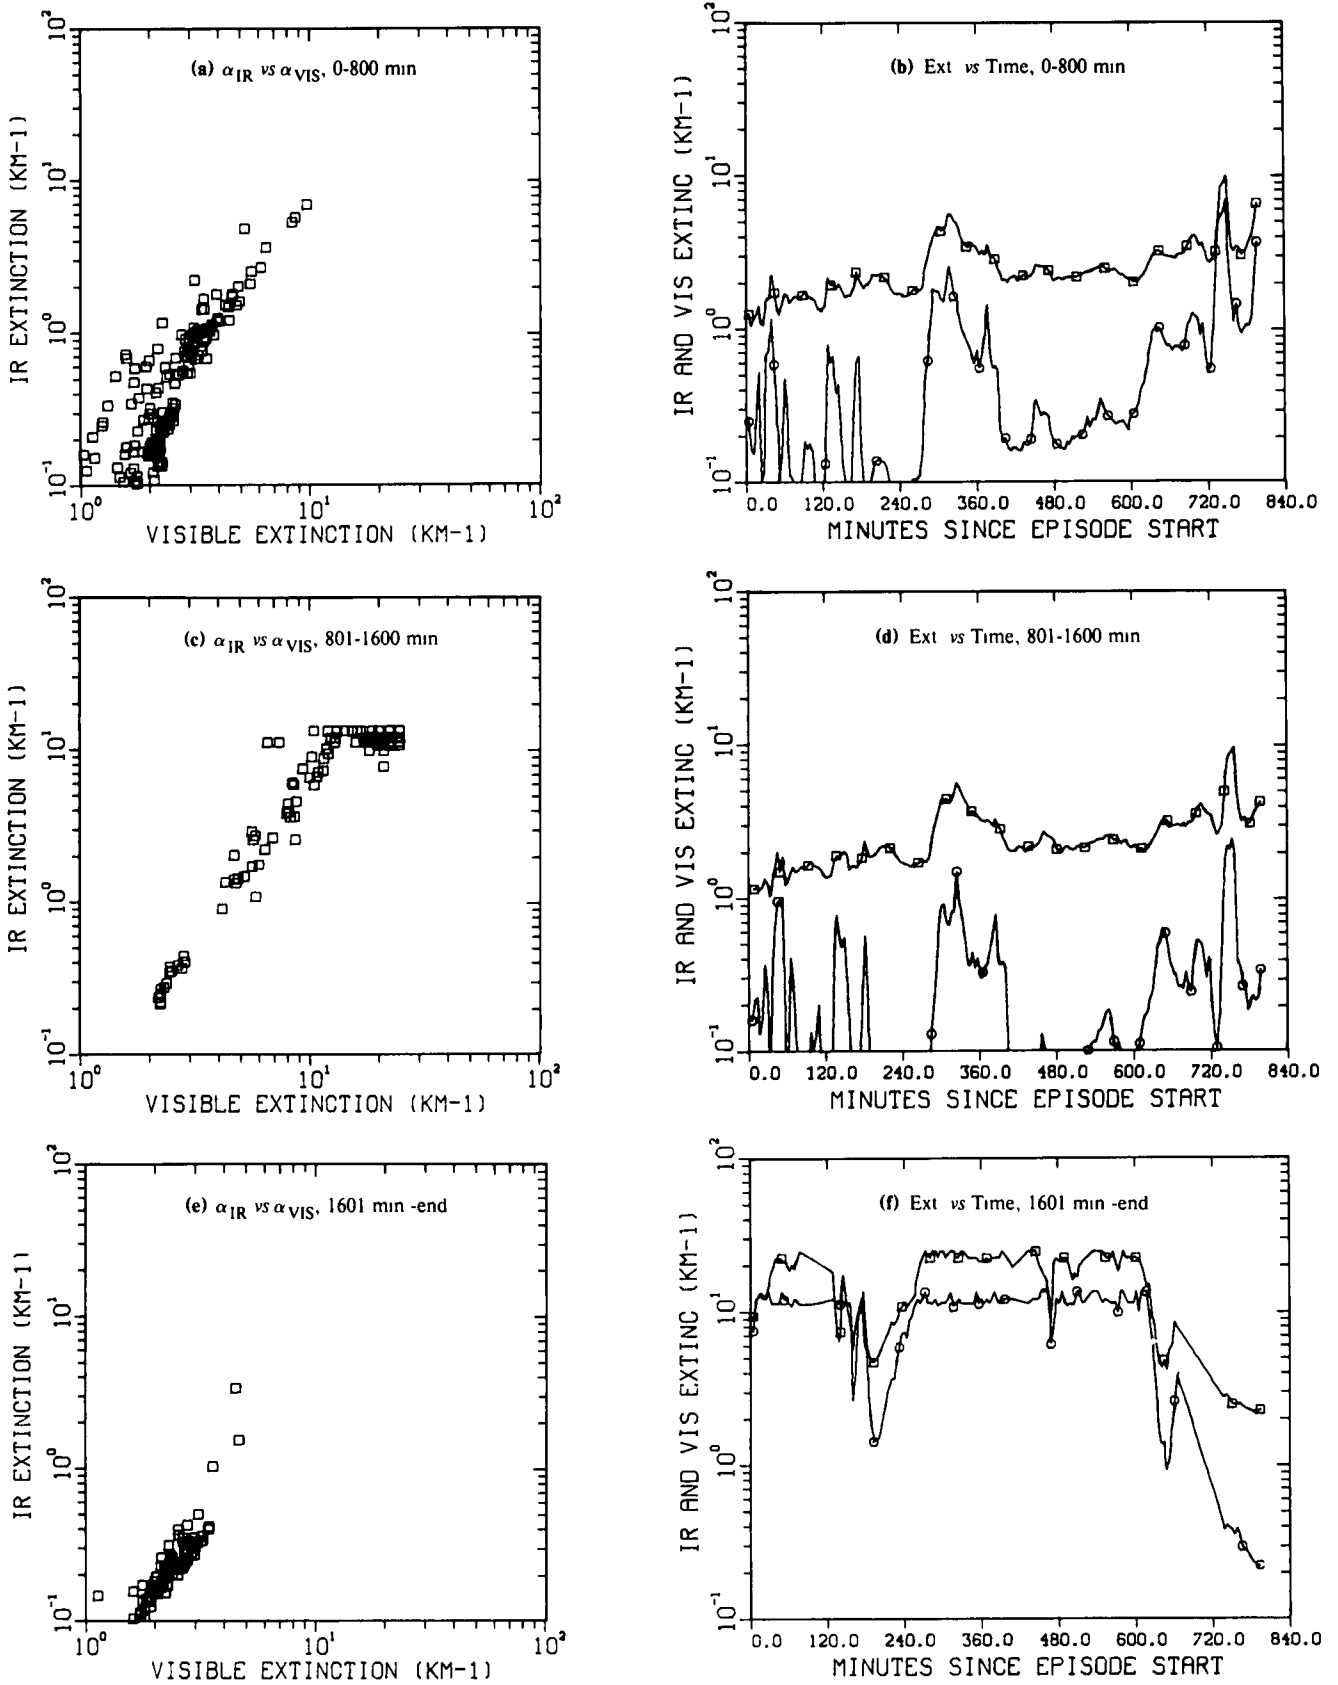 (a) αIR vs αVIS, 0-800 min
IR EXTINCTION (KM-1)
10² 10¹ 10⁰ 10⁻¹
10⁰ 10¹ 10²
VISIBLE EXTINCTION (KM-1)
(b) Ext vs Time, 0-800 min
IR AND VIS EXTINC (KM-1)
10² 10¹ 10⁰ 10⁻¹
0.0 120.0 240.0 360.0 480.0 600.0 720.0 840.0
MINUTES SINCE EPISODE START
(c) αIR vs αVIS, 801-1600 min
IR EXTINCTION (KM-1)
10² 10¹ 10⁰ 10⁻¹
10⁰ 10¹ 10²
VISIBLE EXTINCTION (KM-1)
(d) Ext vs Time, 801-1600 min
IR AND VIS EXTINC (KM-1)
10² 10¹ 10⁰ 10⁻¹
0.0 120.0 240.0 360.0 480.0 600.0 720.0 840.0
MINUTES SINCE EPISODE START
(e) αIR vs αVIS, 1601 min -end
IR EXTINCTION (KM-1)
10² 10¹ 10⁰ 10⁻¹
10⁰ 10¹ 10²
VISIBLE EXTINCTION (KM-1)
(f) Ext vs Time, 1601 min -end
IR AND VIS EXTINC (KM-1)
10² 10¹ 10⁰ 10⁻¹
0.0 120.0 240.0 360.0 480.0 600.0 720.0 840.0
MINUTES SINCE EPISODE START